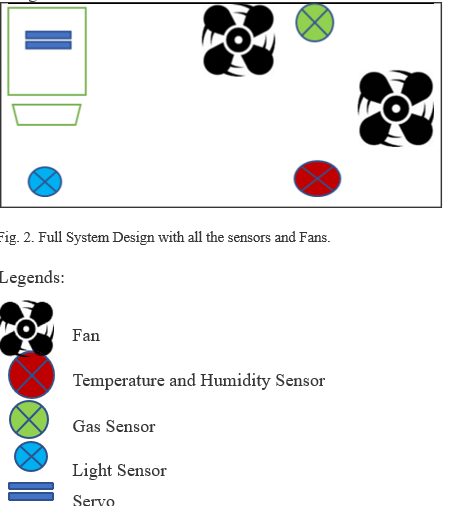 Fig. 2. Full System Design with all the sensors and Fans.
Legends:
Fan
Temperature and Humidity Sensor
Gas Sensor
Light Sensor
Servo